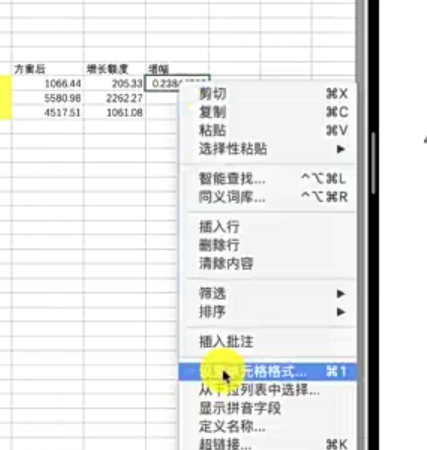 方案后 增长额度 增幅
1066.44 205.33 0.238
5580.98 2262.27
4517.51 1061.08
剪切 ⌘X
复制 ⌘C
粘贴 ⌘V
选择性粘贴 ▶
智能查找... ^⌥⌘L
同义词库... ^⌥⌘R
插入行
删除行
清除内容
筛选 ▶
排序 ▶
插入批注
元格格式... ⌘1
从下拉列表中选择...
显示拼音字段
定义名称...
超链接... ⌘K